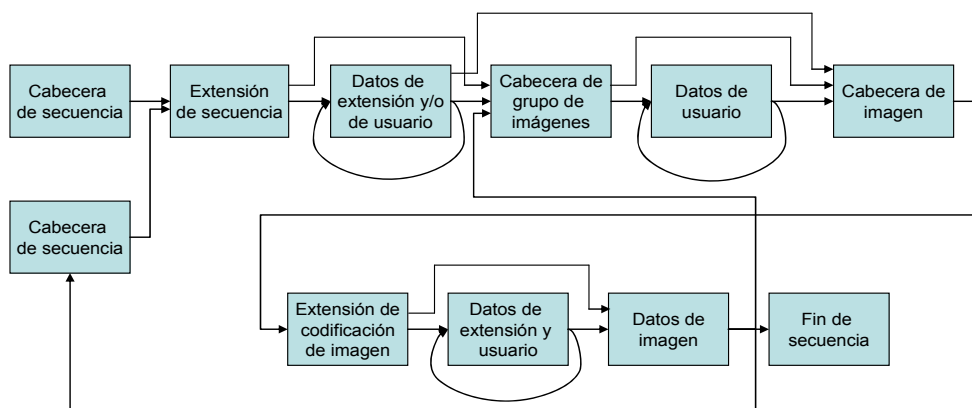 Cabecera
de secuencia
Extensión
de secuencia
Datos de
extensión y/o
de usuario
Cabecera de
grupo de
imágenes
Datos de
usuario
Cabecera de
imagen
Cabecera
de secuencia
Extensión de
codificación
de imagen
Datos de
extensión y
usuario
Datos de
imagen
Fin de
secuencia